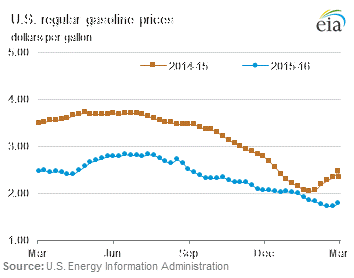 U.S. regular gasoline prices
dollars per gallon
eia
5.00
2014-15
2015-16
4.00
3.00
2.00
1.00
Mar
Jun
Sep
Dec
Mar
Source: U.S. Energy Information Administration